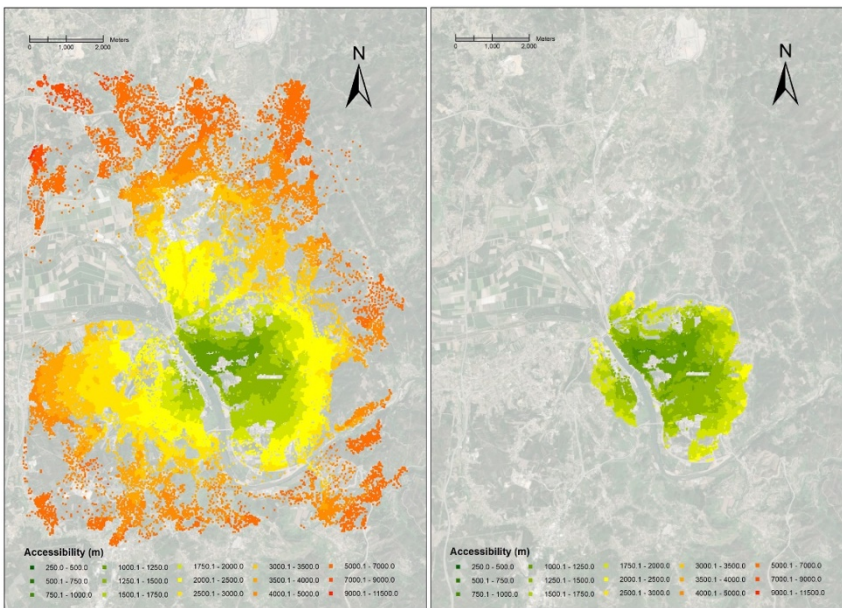 0 1,000 2,000 Meters
N
Accessibility (m)
250.0 - 500.0 1000.1 - 1250.0 1750.1 - 2000.0 3000.1 - 3500.0 5000.1 - 7000.0
500.1 - 750.0 1250.1 - 1500.0 2000.1 - 2500.0 3500.1 - 4000.0 7000.1 - 9000.0
750.1 - 1000.0 1500.1 - 1750.0 2500.1 - 3000.0 4000.1 - 5000.0 9000.1 - 11500.0
0 1,000 2,000 Meters
N
Accessibility (m)
250.0 - 500.0 1000.1 - 1250.0 1750.1 - 2000.0 3000.1 - 3500.0 5000.1 - 7000.0
500.1 - 750.0 1250.1 - 1500.0 2000.1 - 2500.0 3500.1 - 4000.0 7000.1 - 9000.0
750.1 - 1000.0 1500.1 - 1750.0 2500.1 - 3000.0 4000.1 - 5000.0 9000.1 - 11500.0